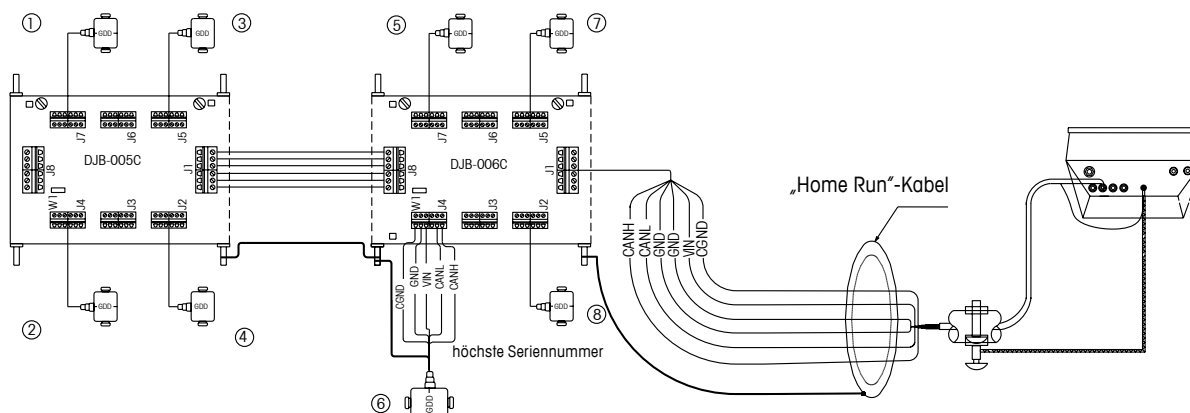 ① ③ ⑤ ⑦
GDD GDD GDD GDD
J7 J6 J5 J7 J6 J5
DJB-005C DJB-006C
J8 J1 J8 J1
„Home Run“-Kabel
W1 J4 J3 J2 W1 J4 J3 J2
CANH CANL GND GND VIN CGND
CGND GND VIN CANL CANH
GDD GDD GDD
② ④ ⑧
höchste Seriennummer
⑥ GDD